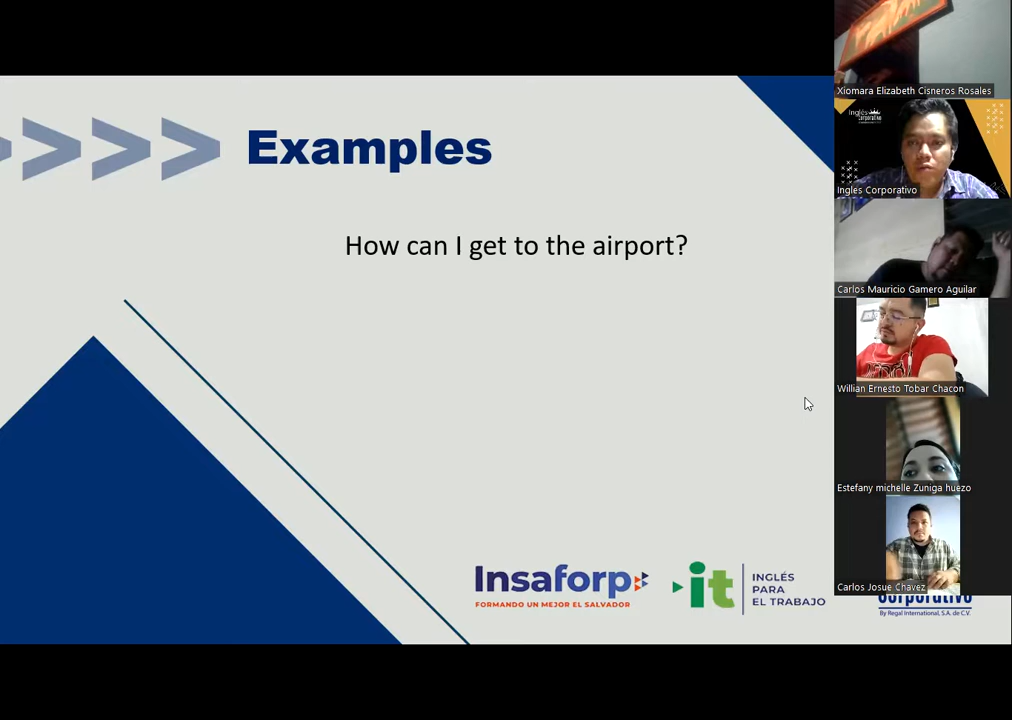 Examples
How can I get to the airport?
Insaforp
FORMANDO UN MEJOR EL SALVADOR
it
INGLÉS
PARA
EL TRABAJO
Corporativo
By Regal International, S.A. de C.V.
Xiomara Elizabeth Cisneros Rosales
Inglés
Corporativo
Ingles Corporativo
Carlos Mauricio Gamero Aguilar
Willian Ernesto Tobar Chacon
Estefany michelle Zuniga huezo
Carlos Josue Chavez